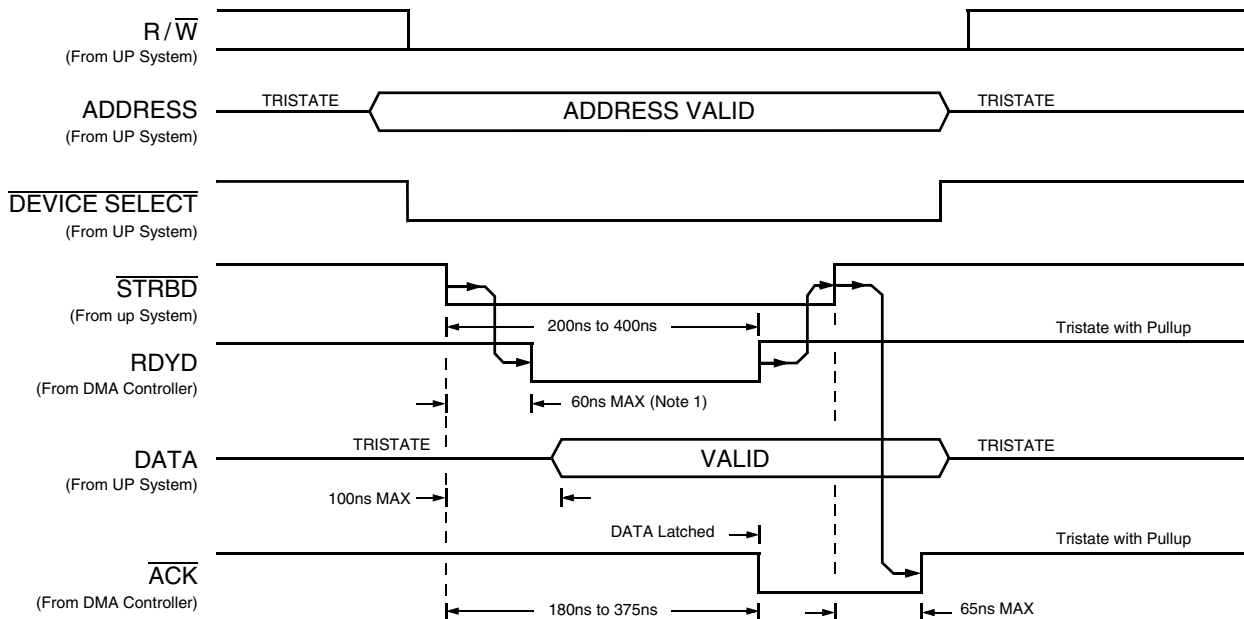 R/W
(From UP System)
TRISTATE
ADDRESS VALID
TRISTATE
ADDRESS
(From UP System)
DEVICE SELECT
(From UP System)
STRBD
(From up System)
200ns to 400ns
Tristate with Pullup
RDYD
(From DMA Controller)
60ns MAX (Note 1)
TRISTATE
VALID
TRISTATE
DATA
(From UP System)
100ns MAX
DATA Latched
Tristate with Pullup
ACK
(From DMA Controller)
180ns to 375ns
65ns MAX